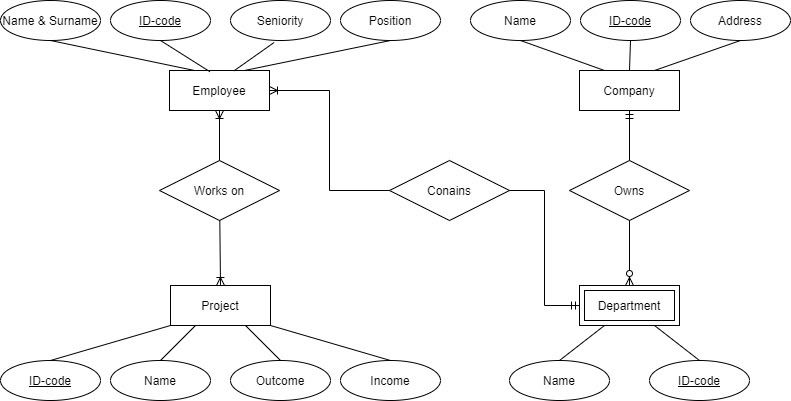 Name & Surname
ID-code
Seniority
Position
Name
ID-code
Address
Employee
Company
Works on
Conains
Owns
Project
Department
ID-code
Name
Outcome
Income
Name
ID-code